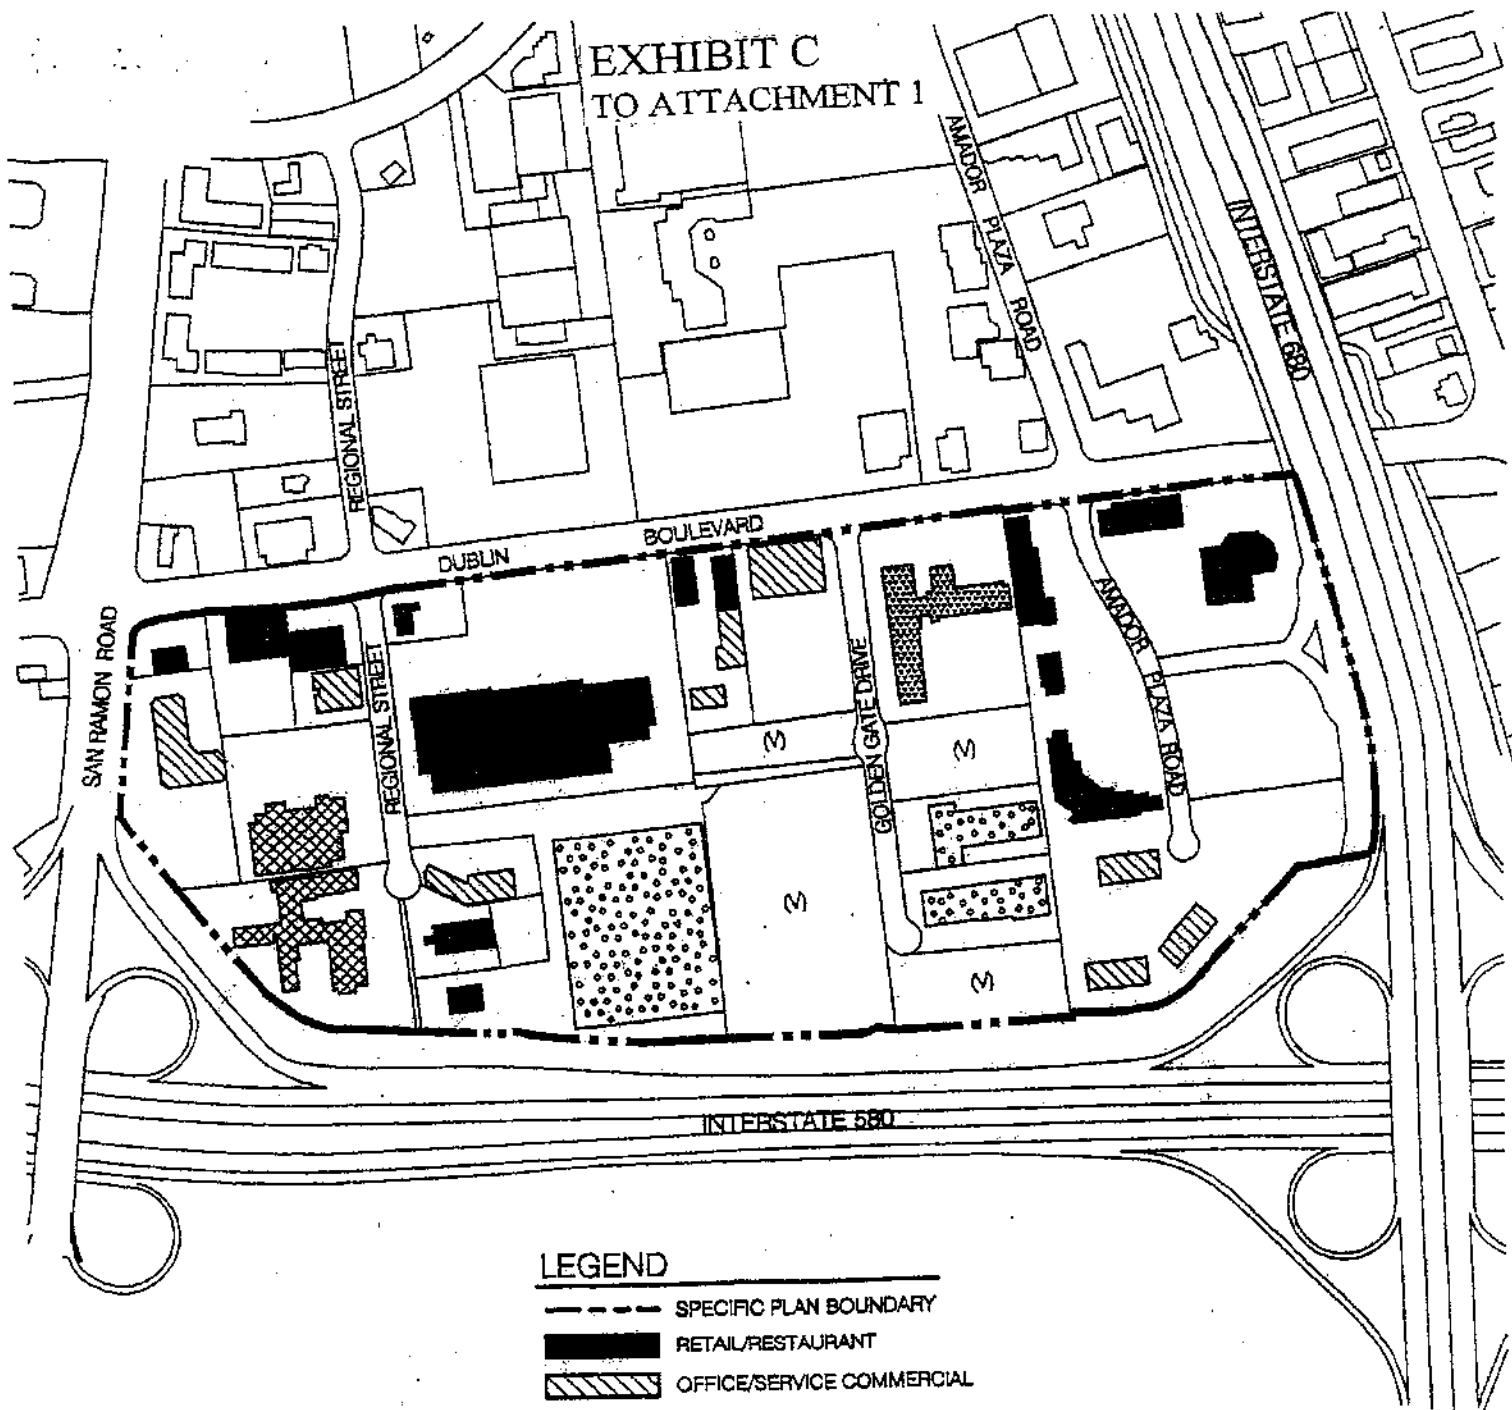 EXHIBIT C
TO ATTACHMENT 1
AMADOR PLAZA ROAD
INTERSTATE 680
REGIONAL STREET
DUBLIN BOULEVARD
SAN RAMON ROAD
REGIONAL STREET
GOLDEN GATE DRIVE
AMADOR PLAZA ROAD
(V)
(V)
(V)
(V)
INTERSTATE 580
LEGEND
SPECIFIC PLAN BOUNDARY
RETAIL/RESTAURANT
OFFICE/SERVICE COMMERCIAL